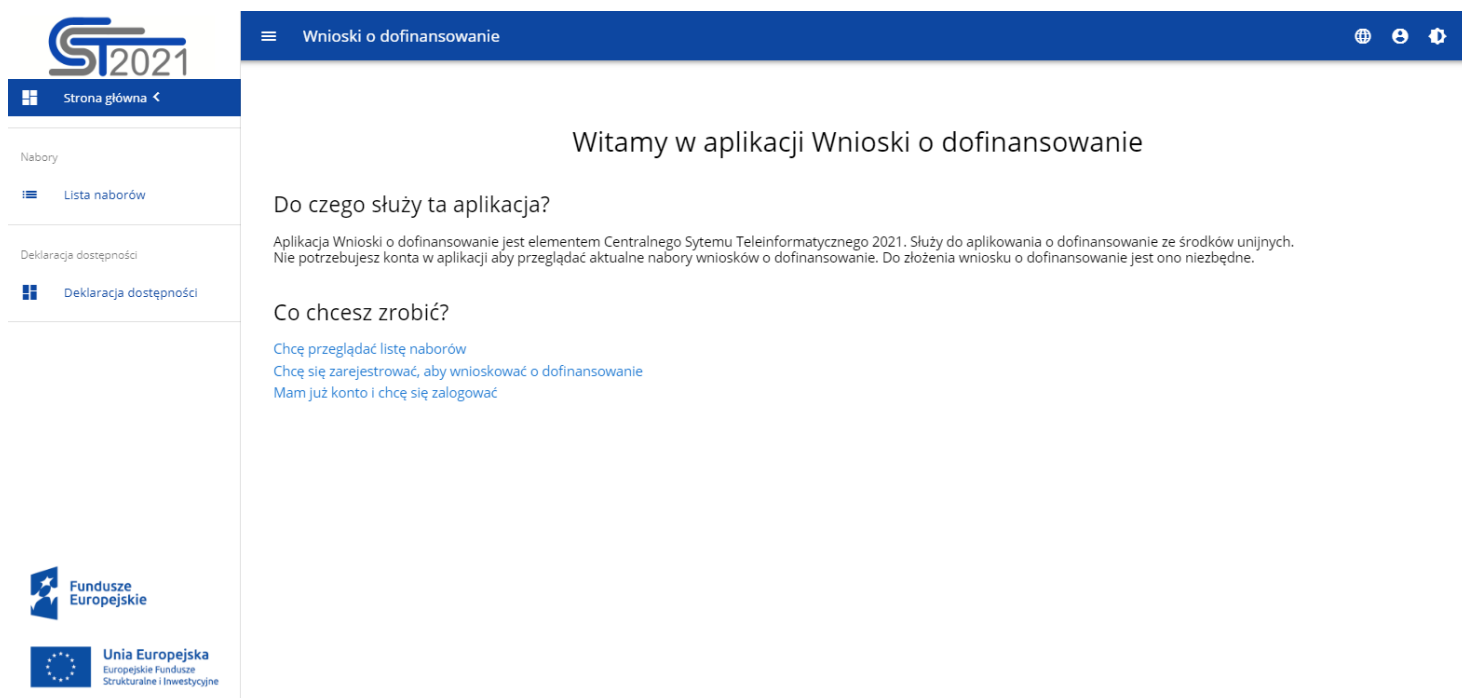 CST2021
Wnioski o dofinansowanie
Strona główna
Nabory
Lista naborów
Deklaracja dostępności
Deklaracja dostępności
Witamy w aplikacji Wnioski o dofinansowanie
Do czego służy ta aplikacja?
Aplikacja Wnioski o dofinansowanie jest elementem Centralnego Sytemu Teleinformatycznego 2021. Służy do aplikowania o dofinansowanie ze środków unijnych.
Nie potrzebujesz konta w aplikacji aby przeglądać aktualne nabory wniosków o dofinansowanie. Do złożenia wniosku o dofinansowanie jest ono niezbędne.
Co chcesz zrobić?
Chcę przeglądać listę naborów
Chcę się zarejestrować, aby wnioskować o dofinansowanie
Mam już konto i chcę się zalogować
Fundusze
Europejskie
Unia Europejska
Europejskie Fundusze
Strukturalne i Inwestycyjne